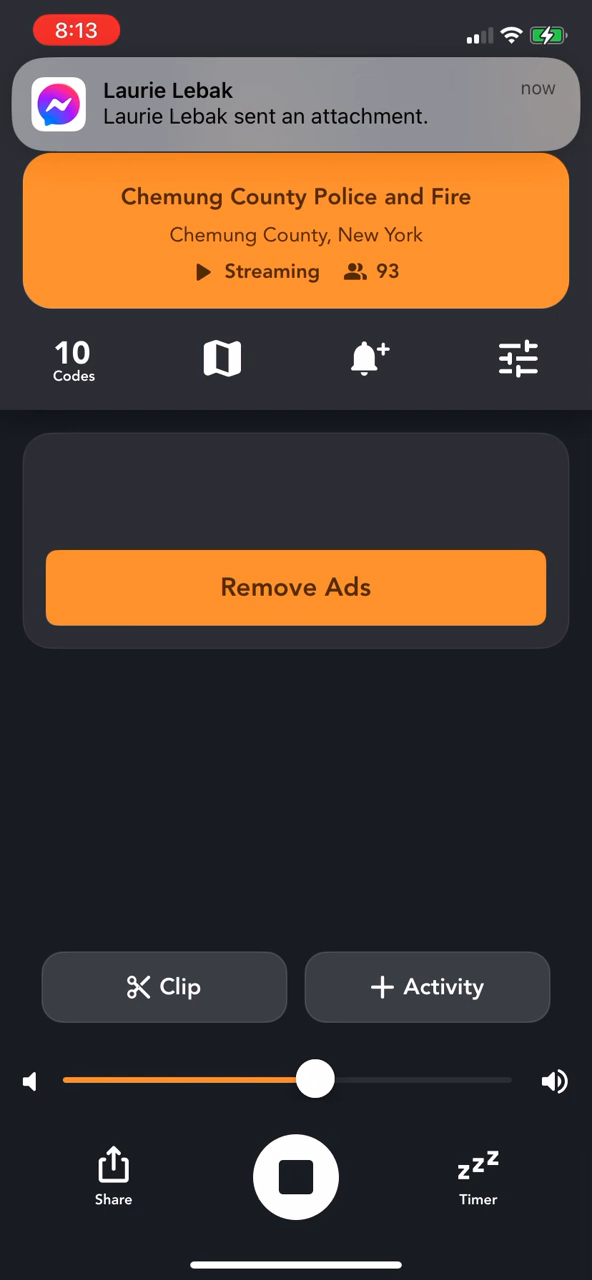 8:13
Laurie Lebak
now
Laurie Lebak sent an attachment.
Chemung County Police and Fire
Chemung County, New York
Streaming 93
10
Codes
Remove Ads
Clip
+ Activity
Share
zzz
Timer